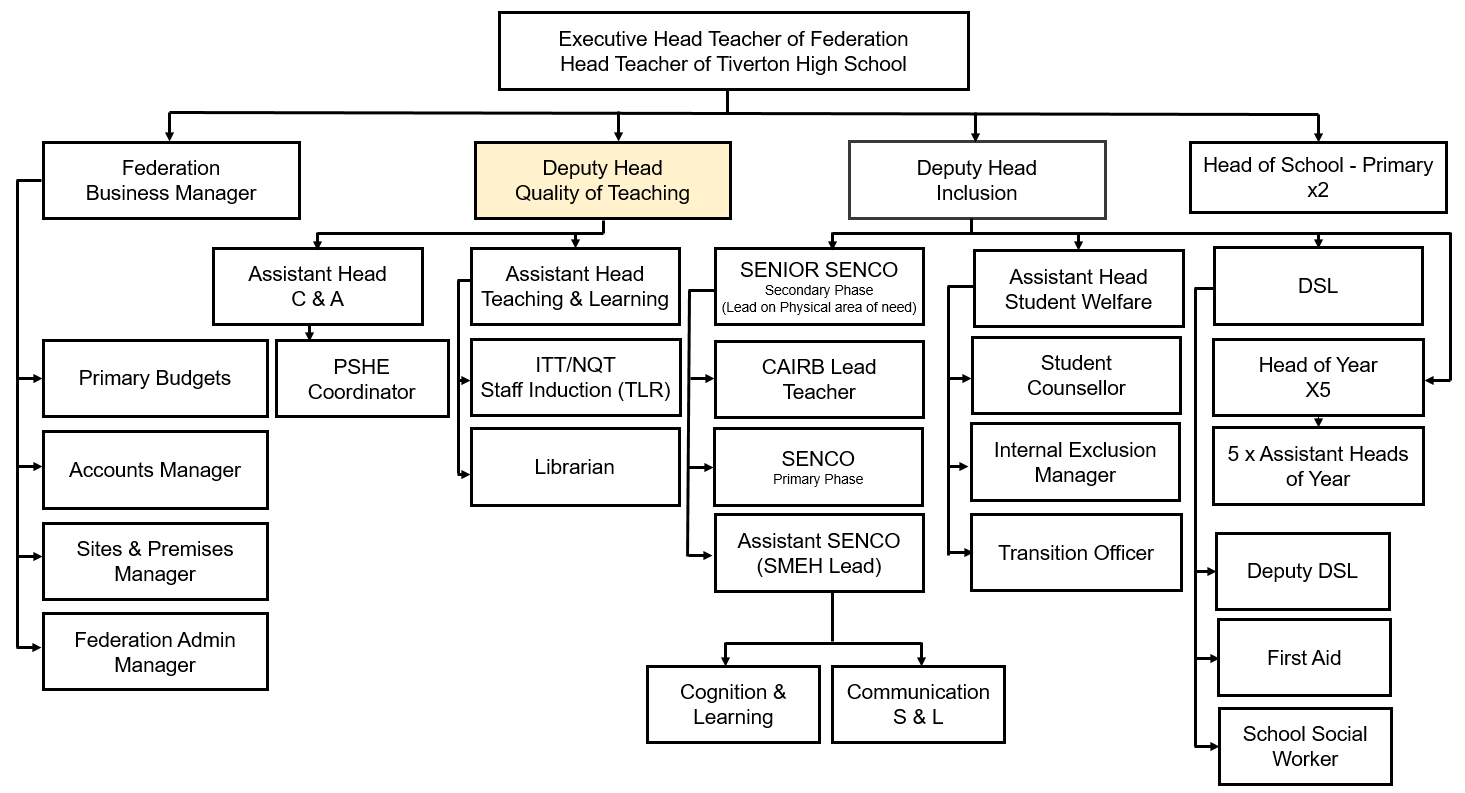 Executive Head Teacher of Federation
Head Teacher of Tiverton High School
Federation
Business Manager
Deputy Head
Quality of Teaching
Deputy Head
Inclusion
Head of School - Primary
x2
Assistant Head
C & A
Assistant Head
Teaching & Learning
SENIOR SENCO
Secondary Phase
(Lead on Physical area of need)
Assistant Head
Student Welfare
DSL
Primary Budgets
PSHE
Coordinator
ITT/NQT
Staff Induction (TLR)
CAIRB Lead
Teacher
Student
Counsellor
Head of Year
X5
Accounts Manager
Librarian
SENCO
Primary Phase
Internal Exclusion
Manager
5 x Assistant Heads
of Year
Sites & Premises
Manager
Assistant SENCO
(SMEH Lead)
Transition Officer
Deputy DSL
Federation Admin
Manager
First Aid
Cognition &
Learning
Communication
S & L
School Social
Worker